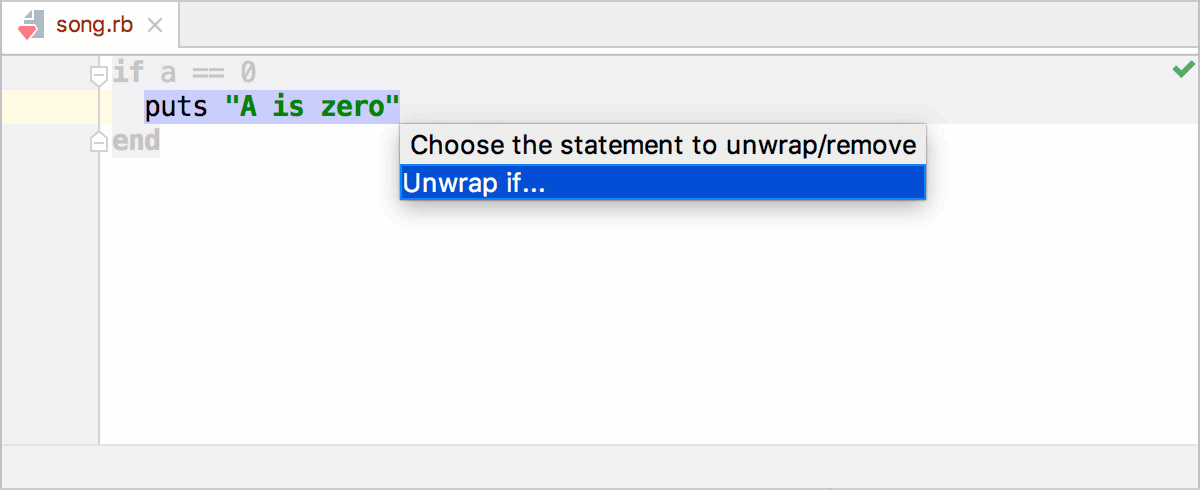 song.rb
if a == 0
puts "A is zero"
end
Choose the statement to unwrap/remove
Unwrap if...